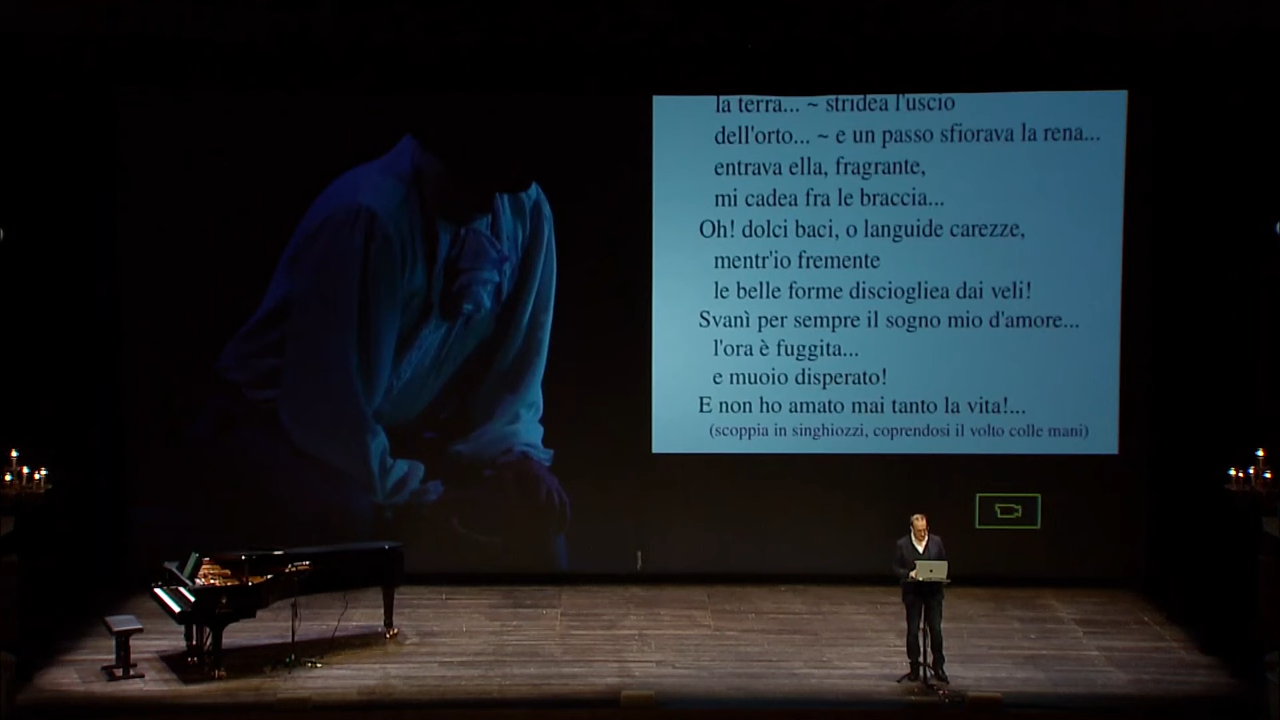 la terra... ~ stridea l'uscio
dell'orto... ~ e un passo sfiorava la rena...
entrava ella, fragrante,
mi cadea fra le braccia...
Oh! dolci baci, o languide carezze,
mentr'io fremente
le belle forme disciogliea dai veli!
Svanì per sempre il sogno mio d'amore...
l'ora è fuggita...
e muoio disperato!
E non ho amato mai tanto la vita!...
(scoppia in singhiozzi, coprendosi il volto colle mani)